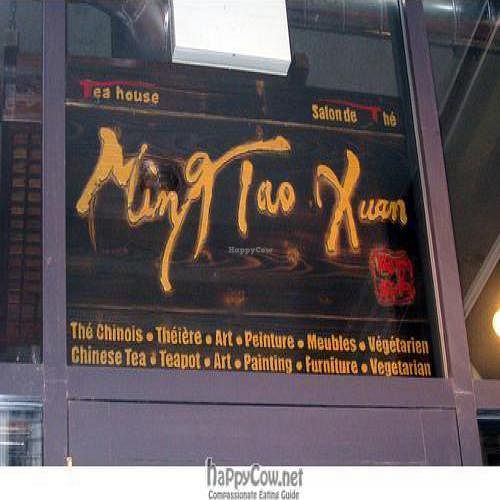 Tea house
Salon de Thé
Ming Tao Xuan
HappyCow
Thé Chinois • Théière • Art • Peinture • Meubles • Végétarien
Chinese Tea • Teapot • Art • Painting • Furniture • Vegetarian
HaPPyCow.net
Compassionate Eating Guide